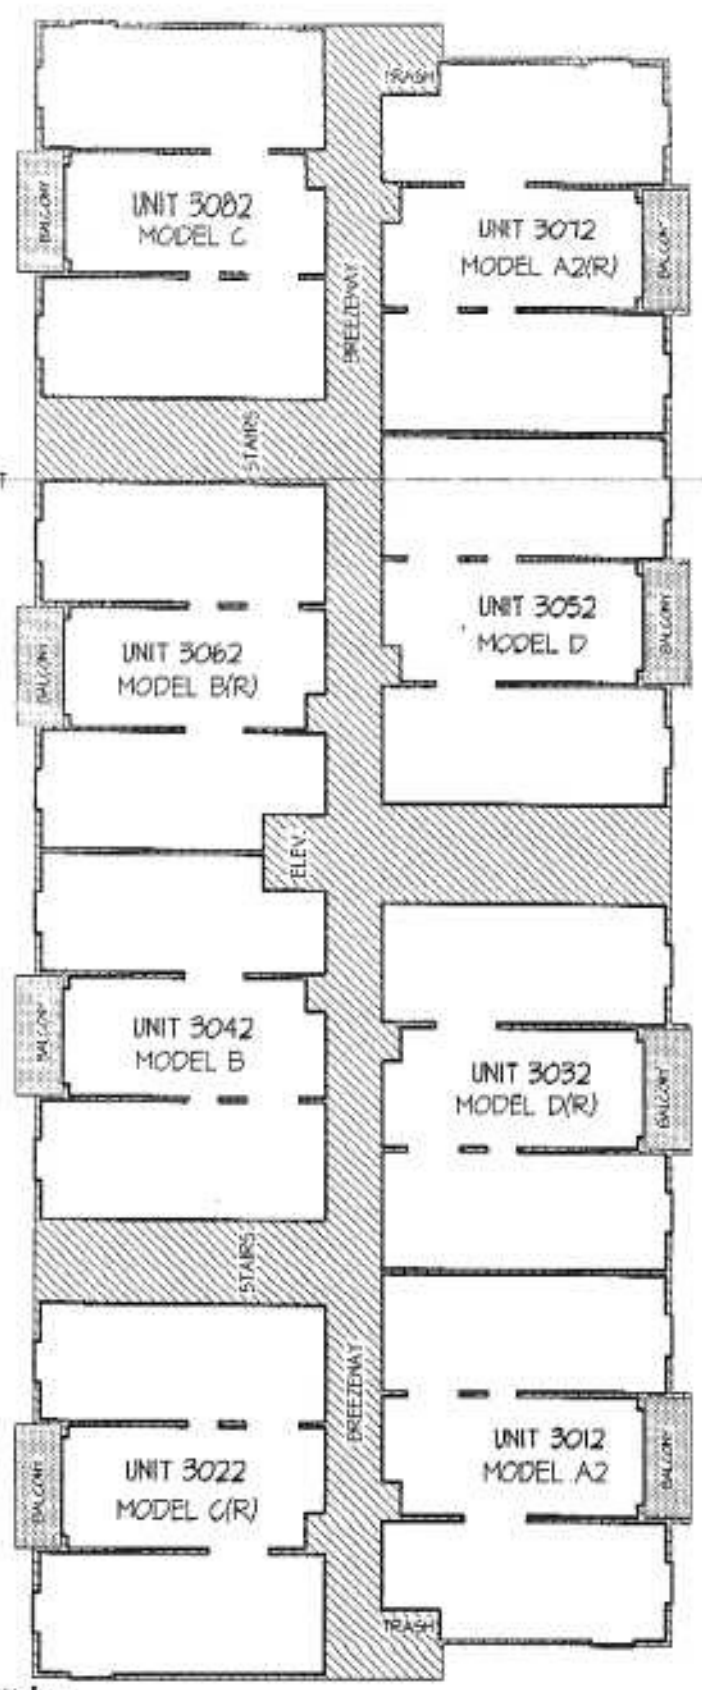 TRASH
UNIT 3082
MODEL C
BALCONY
UNIT 3072
MODEL A2(R)
BALCONY
BREEZEWAY
STAIRS
T
UNIT 3062
MODEL B(R)
BALCONY
UNIT 3052
MODEL D
BALCONY
ELEV.
UNIT 3042
MODEL B
BALCONY
UNIT 3032
MODEL D(R)
BALCONY
STAIRS
BREEZEWAY
UNIT 3022
MODEL C(R)
BALCONY
UNIT 3012
MODEL A2
BALCONY
TRASH